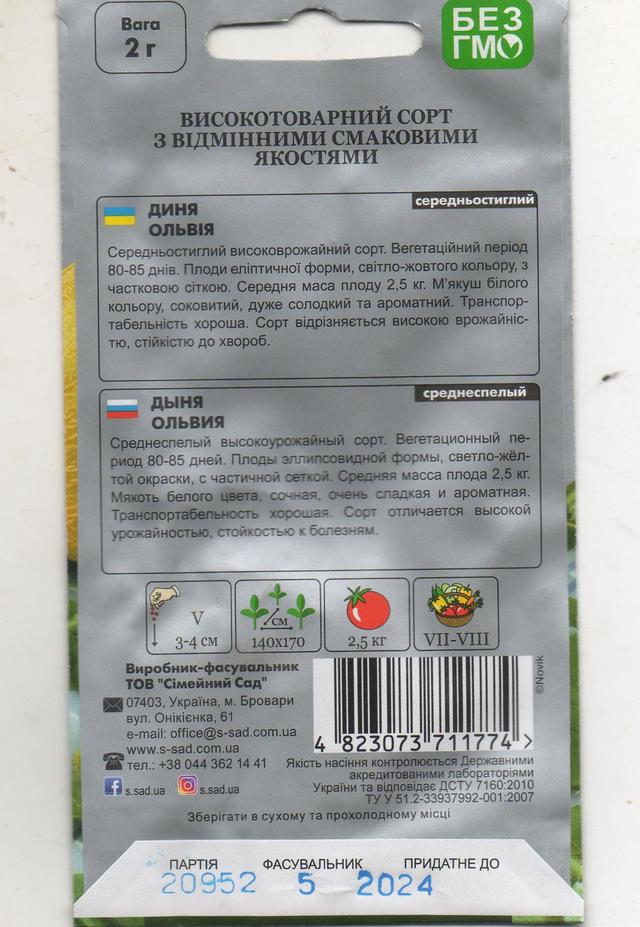 Вага
2 г
БЕЗ
ГМО
ВИСОКОТОВАРНИЙ СОРТ
З ВІДМІННИМИ СМАКОВИМИ
ЯКОСТЯМИ
середньостиглий
ДИНЯ
ОЛЬВІЯ
Середньостиглий високоврожайний сорт. Вегетаційний період
80-85 днів. Плоди еліптичної форми, світло-жовтого кольору, з
частковою сіткою. Середня маса плоду 2,5 кг. М'якуш білого
кольору, соковитий, дуже солодкий та ароматний. Транспор-
табельність хороша. Сорт відрізняється високою врожайніс-
тю, стійкістю до хвороб.
среднеспелый
ДЫНЯ
ОЛЬВИЯ
Среднеспелый высокоурожайный сорт. Вегетационный пе-
риод 80-85 дней. Плоды эллипсовидной формы, светло-жёл-
той окраски, с частичной сеткой. Средняя масса плода 2,5 кг.
Мякоть белого цвета, сочная, очень сладкая и ароматная.
Транспортабельность хорошая. Сорт отличается высокой
урожайностью, стойкостью к болезням.
V
3-4 см
см
140х170
2,5 кг
VII-VIII
Виробник-фасувальник
ТОВ "Сімейний Сад"
07403, Україна, м. Бровари
вул. Онікієнка, 61
e-mail: office@s-sad.com.ua
www.s-sad.com.ua
тел.: +38 044 362 14 41
s.sad.ua
s.sad.ua
©Novik
4 823073 711774 >
Якість насіння контролюється Державними
акредитованими лабораторіями
України та відповідає ДСТУ 7160:2010
ТУ У 51.2-33937992-001:2007
Зберігати в сухому та прохолодному місці
ПАРТІЯ ФАСУВАЛЬНИК ПРИДАТНЕ ДО
20952 5 2024